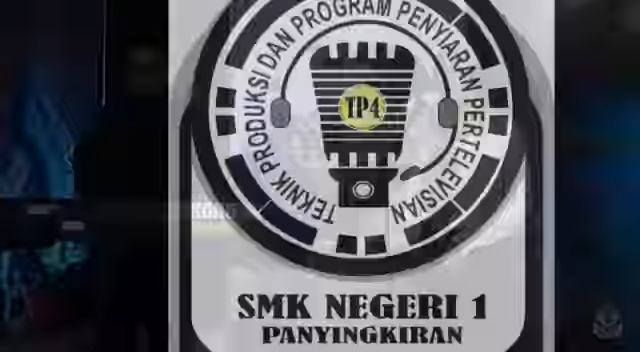 TEKNIK PRODUKSI DAN PROGRAM PENYIARAN PERTELEVISIAN
TP4
SMK NEGERI 1
PANYINGKIRAN